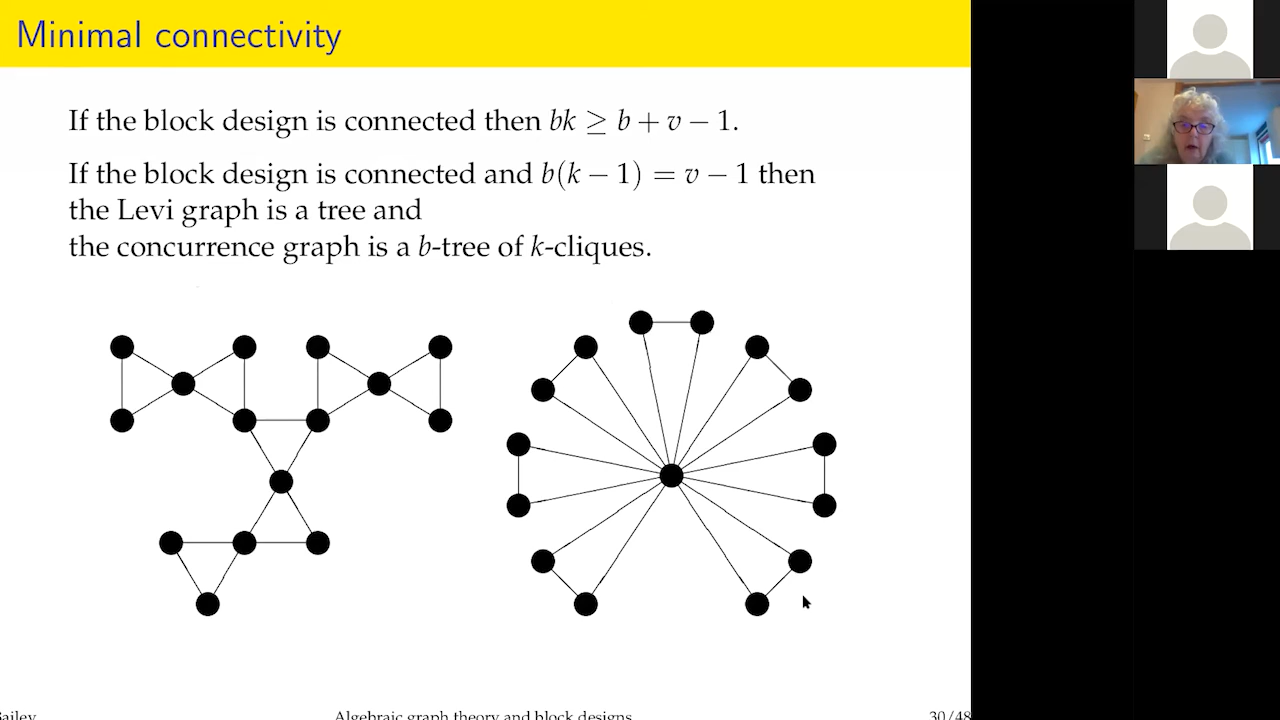 Minimal connectivity
If the block design is connected then bk ≥ b + v − 1.
If the block design is connected and b(k − 1) = v − 1 then
the Levi graph is a tree and
the concurrence graph is a b-tree of k-cliques.
Bailey Algebraic graph theory and block designs 30/48